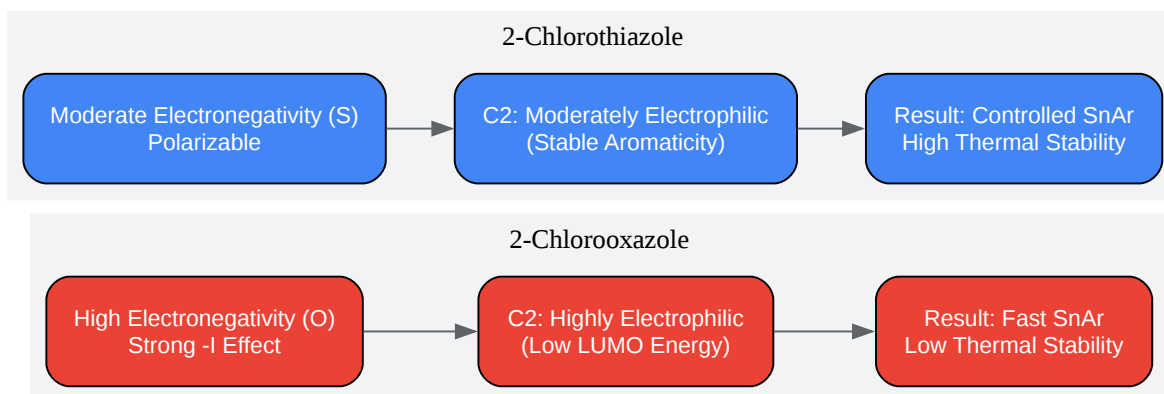 2-Chlorothiazole
Moderate Electronegativity (S)
Polarizable
C2: Moderately Electrophilic
(Stable Aromaticity)
Result: Controlled SnAr
High Thermal Stability
2-Chlorooxazole
High Electronegativity (O)
Strong -I Effect
C2: Highly Electrophilic
(Low LUMO Energy)
Result: Fast SnAr
Low Thermal Stability